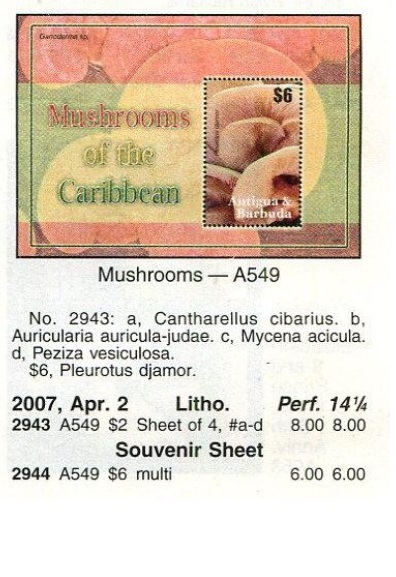 Ganoderma sp.
$6
Mushrooms
of the
Caribbean
Antigua &
Barbuda
Mushrooms — A549
No. 2943: a, Cantharellus cibarius. b,
Auricularia auricula-judae. c, Mycena acicula.
d, Peziza vesiculosa.
$6, Pleurotus djamor.
2007, Apr. 2 Litho. Perf. 14¼
2943 A549 $2 Sheet of 4, #a-d 8.00 8.00
Souvenir Sheet
2944 A549 $6 multi 6.00 6.00